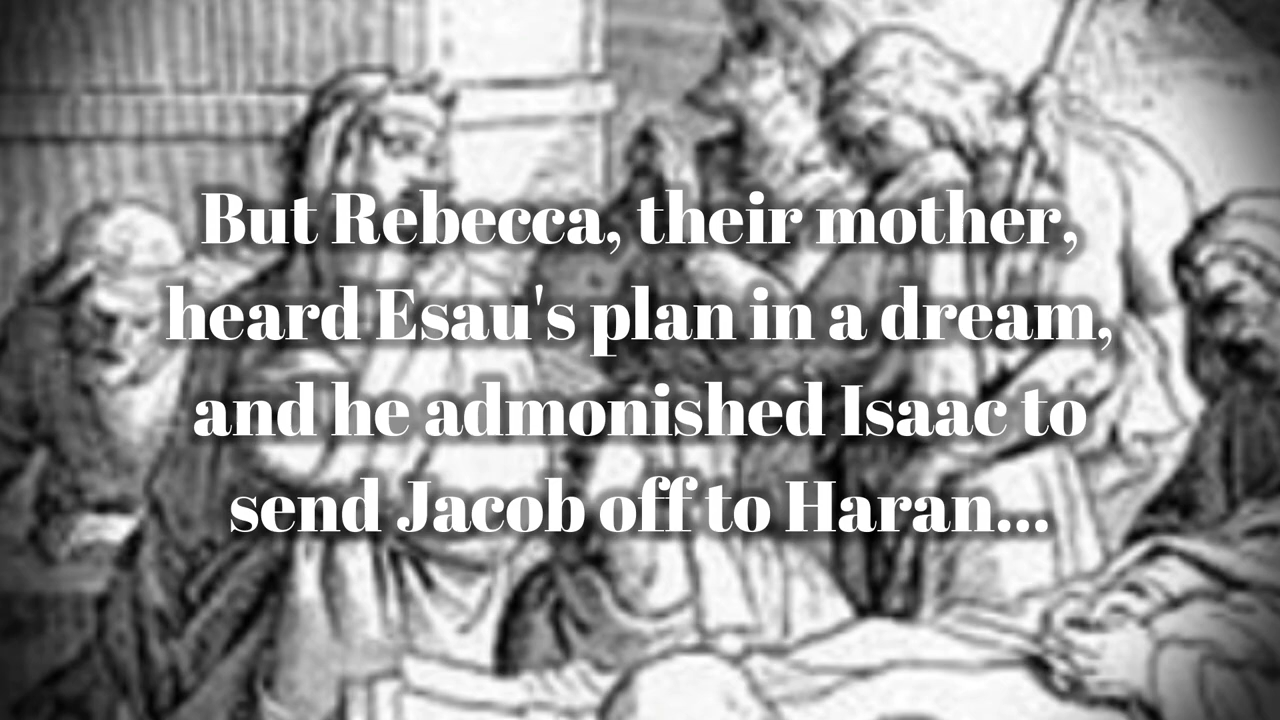 But Rebecca, their mother,
heard Esau's plan in a dream,
and he admonished Isaac to
send Jacob off to Haran...